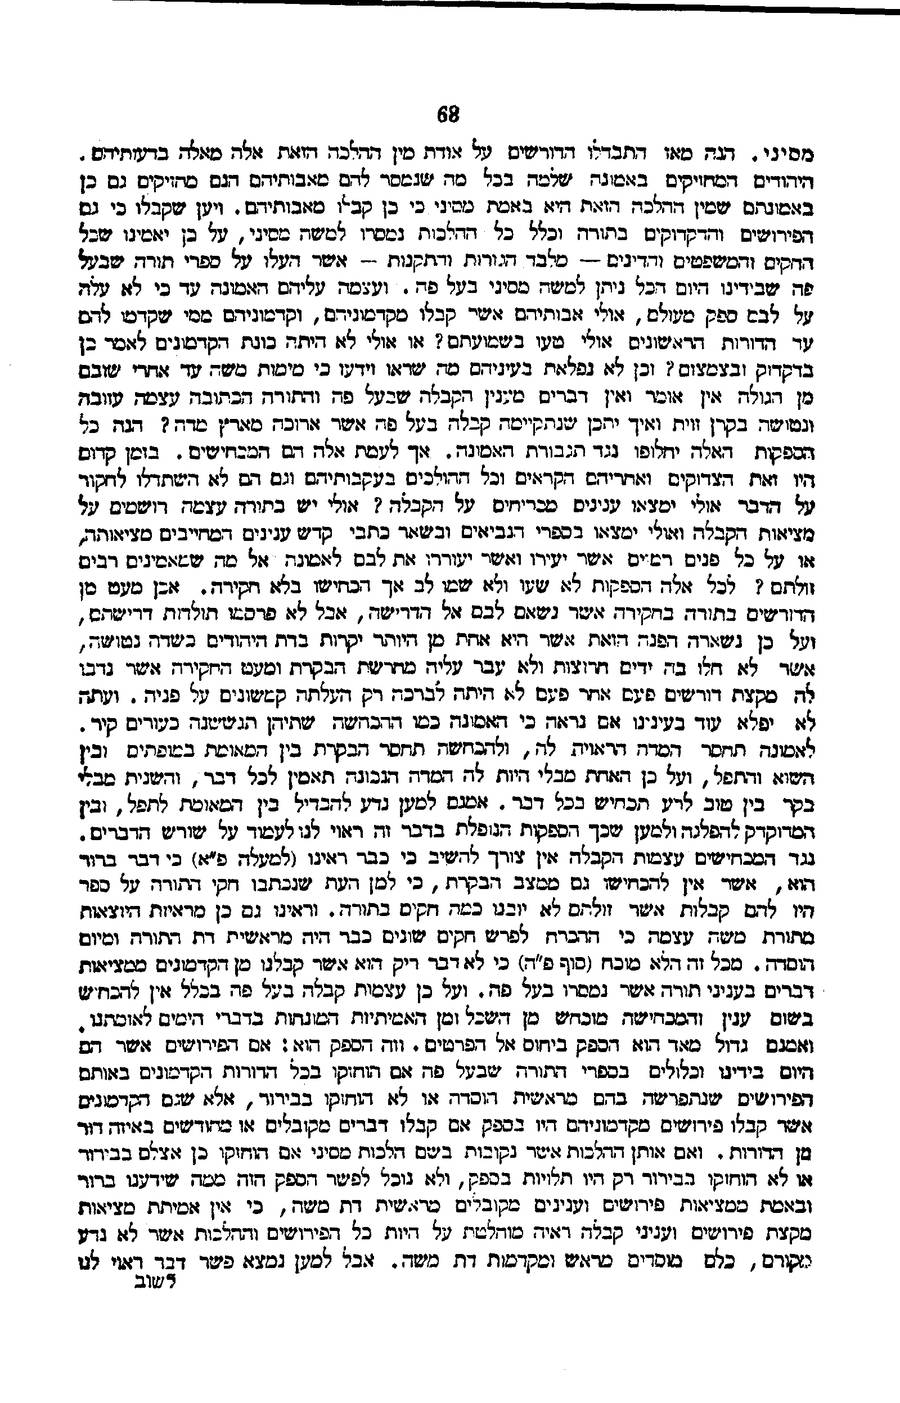 68
מסיני. הנה מאז התבדלו הדורשים על אודת מין ההלכה הזאת אלה מאלה בדעותיהם.
היהודים המחזיקים באמונה שלמה בכל מה שנמסר להם מאבותיהם הנם מחזיקים גם כן
באמונתם שמין ההלכה הזאת היא באמת מסיני כי כן קבלו מאבותיהם. ויען שקבלו כי גם
הפירושים והדקדוקים בתורה וכלל כל ההלכות נמסרו למשה מסיני, על כן יאמינו שכל
החקים והמשפטים והדינים — מלבד הגזרות והתקנות — אשר העלו על ספרי תורה שבעל
פה שבידינו היום הכל ניתן למשה מסיני בעל פה. ועצמה עליהם האמונה עד כי לא עלה
על לבם ספק מעולם, אולי אבותיהם אשר קבלו מקדמוניהם, וקדמוניהם ממי שקדמו להם
עד הדורות הראשונים אולי טעו בשמועתם? או אולי לא היתה כונת הקדמונים לאמר כן
בדקדוק ובצמצום? וכן לא נפלאת בעיניהם מה שראו וידעו כי מימות משה עד אחרי שובם
מן הגולה אין אומר ואין דברים מענין הקבלה שבעל פה והתורה הכתובה עצמה עזובה
ונטושה בקרן זוית ואיך יתכן שנתקיימה קבלה בעל פה אשר ארוכה מארץ מדה? הנה כל
הספקות האלה יחלופו נגד תגבורת האמונה. אך לעמת אלה הם המכחישים. בזמן קדום
היו זאת הצדוקים ואחריהם הקראים וכל ההולכים בעקבותיהם וגם הם לא השתדלו לחקור
על הדבר אולי ימצאו ענינים מכריחים על הקבלה? אולי יש בתורה עצמה רושמים על
מציאות הקבלה ואולי ימצאו בספרי הנביאים ובשאר כתבי קדש ענינים המחייבים מציאותה,
או על כל פנים רמזים אשר יעירו ואשר יעוררו את לבם לאמונה אל מה שמאמינים רבים
זולתם? לכל אלה הספקות לא שעו ולא שמו לב אך הכחישו בלא חקירה. אכן מעט מן
הדורשים בתורה בחקירה אשר נשאם לבם אל הדרישה, אבל לא פרסמו תולדת דרישתם,
ועל כן נשארה הפנה הזאת אשר היא אחת מן היותר יקרות בדת היהודים כשדה נטושה,
אשר לא חלו בה ידים חרוצות ולא עבר עליה מחרשת הבקרת ומעט החקירה אשר נדבו
לה מקצת דורשים פעם אחר פעם לא היתה לברכה רק העלתה קמשונים על פניה. ועתה
לא יפלא עוד בעינינו אם נראה כי האמונה כמו ההכחשה שתיהן תגששנה כעורים קיר.
לאמונה תחסר המדה הראויה לה, ולהכחשה תחסר הבקרת בין המאומת במופתים ובין
השוא והתפל, ועל כן האחת מבלי היות לה המדה הנכונה תאמין לכל דבר, והשנית מבלי
בקר בין טוב לרע תכחיש בכל דבר. אמנם למען נדע להבדיל בין המאומת לתפל, ובין
המדוקדק להפלגה ולמען שכך הספקות הנופלת בדבר זה ראוי לנו לעמוד על שורש הדברים.
נגד המכחישים עצמות הקבלה אין צורך להשיב כי כבר ראינו (למעלה פ״א) כי דבר ברור
הוא, אשר אין להכחישו גם ממצב הבקרת, כי למן העת שנכתבו חקי התורה על ספר
היו להם קבלות אשר זולתם לא יובנו כמה חקים בתורה. וראינו גם כן מראיות היוצאות
מתורת משה עצמה כי ההכרח לפרש חקים שונים כבר היה מראשית דת התורה ומיום
הוסדה. מכל זה הלא מוכח (סוף פ״ה) כי לא דבר ריק הוא אשר קבלנו מן הקדמונים ממציאות
דברים בעניני תורה אשר נמסרו בעל פה. ועל כן עצמות קבלה בעל פה בכלל אין להכחיש
בשום ענין והמכחישה מוכחש מן השכל ומן האמיתיות המונחות בדברי הימים לאומתנו.
ואמנם גדול מאד הוא הספק ביחוס אל הפרטים. וזה הספק הוא: אם הפירושים אשר הם
היום בידינו וכלולים בספרי התורה שבעל פה אם הוחזקו בכל הדורות הקדמונים באותם
הפירושים שנתפרשה בהם מראשית הוסדה או לא הוחזקו בבירור, אלא שגם הקדמונים
אשר קבלו פירושים מקדמוניהם היו בספק אם קבלו דברים מקובלים או מחודשים באיזה דור
מן הדורות. ואם אותן ההלכות אשר נקובות בשם הלכות מסיני אם הוחזקו כן אצלם בבירור
או לא הוחזקו בבירור רק היו תלויות בספק, ולא נוכל לפשר הספק הזה ממה שידענו ברור
ובאמת ממציאות פירושים וענינים מקובלים מראשית דת משה, כי אין אמיתת מציאות
מקצת פירושים ועניני קבלה ראיה מוחלטת על היות כל הפירושים וההלכות אשר לא נדע
מקורם, כלם מוסדים מראש ומקדמות דת משה. אבל למען נמצא פשר דבר ראוי לנו
לשוב